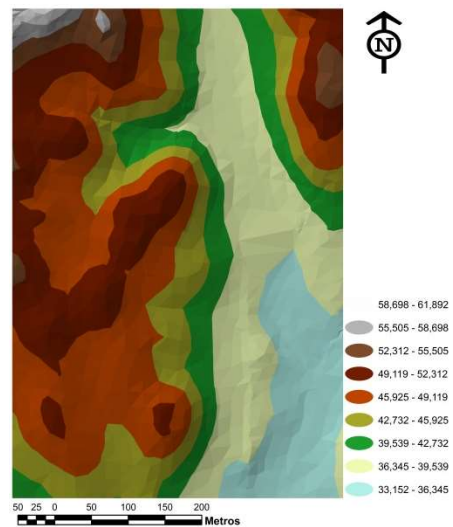 N
58,698 - 61,892
55,505 - 58,698
52,312 - 55,505
49,119 - 52,312
45,925 - 49,119
42,732 - 45,925
39,539 - 42,732
36,345 - 39,539
33,152 - 36,345
50 25 0 50 100 150 200
Metros